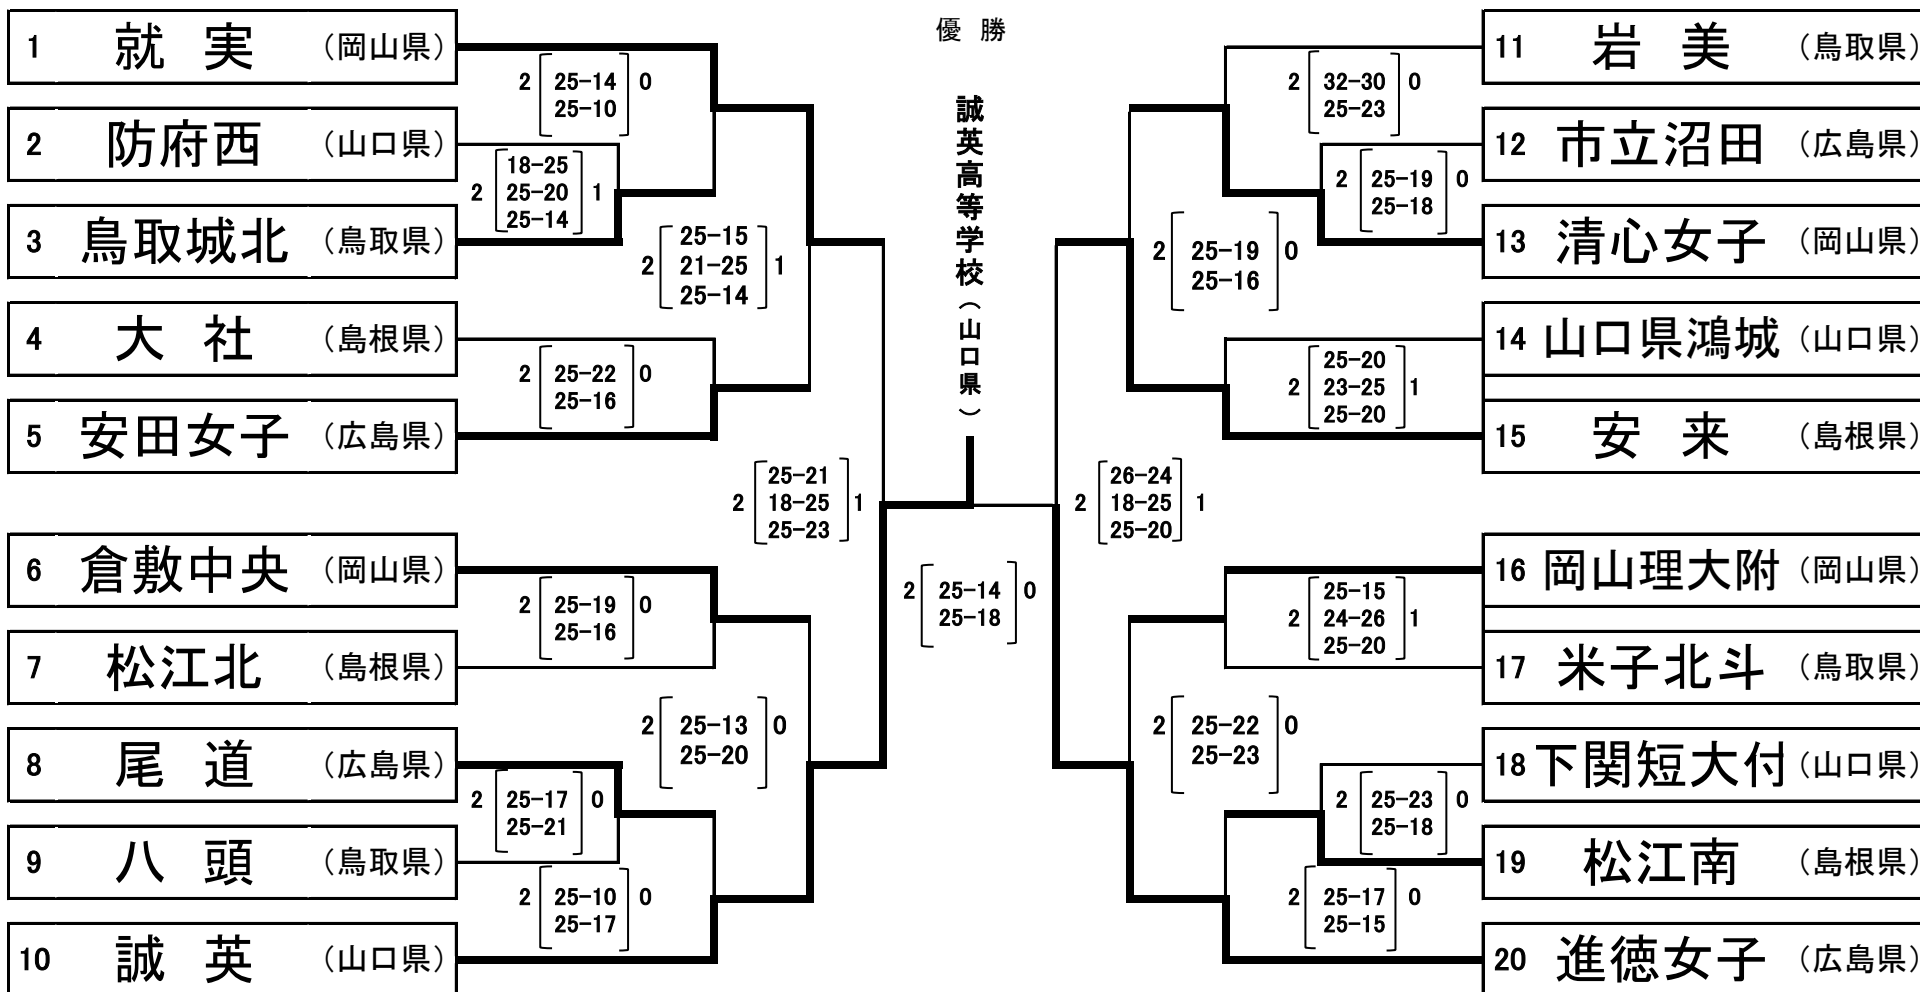 優 勝
誠英高等学校（山口県）
1 就 実 （岡山県）
2 防府西 （山口県）
3 鳥取城北 （鳥取県）
4 大 社 （島根県）
5 安田女子 （広島県）
6 倉敷中央 （岡山県）
7 松江北 （島根県）
8 尾 道 （広島県）
9 八 頭 （鳥取県）
10 誠 英 （山口県）
2 25-14 0
25-10
18-25
2 25-20 1
25-14
25-15
2 21-25 1
25-14
2 25-22 0
25-16
25-21
2 18-25 1
25-23
2 25-19 0
25-16
2 25-13 0
25-20
2 25-17 0
25-21
2 25-10 0
25-17
2 25-14 0
25-18
11 岩 美 （鳥取県）
12 市立沼田 （広島県）
13 清心女子 （岡山県）
14 山口県鴻城 （山口県）
15 安 来 （島根県）
16 岡山理大附 （岡山県）
17 米子北斗 （鳥取県）
18 下関短大付 （山口県）
19 松江南 （島根県）
20 進徳女子 （広島県）
2 32-30 0
25-23
2 25-19 0
25-18
2 25-19 0
25-16
25-20
2 23-25 1
25-20
26-24
2 18-25 1
25-20
25-15
2 24-26 1
25-20
2 25-22 0
25-23
2 25-23 0
25-18
2 25-17 0
25-15